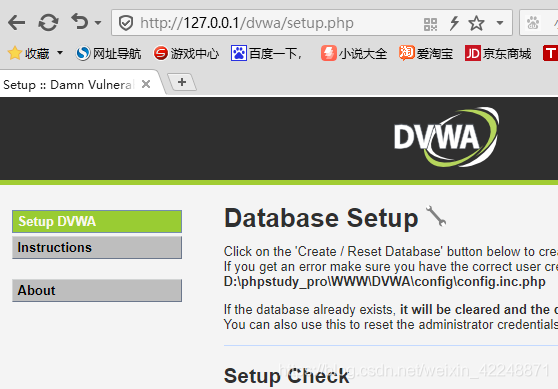 http://127.0.0.1/dvwa/setup.php
收藏 网址导航 游戏中心 百度一下， 小说大全 爱淘宝 JD 京东商城 T
Setup :: Damn Vulneral
DVWA
Setup DVWA
Instructions
About
Database Setup
Click on the 'Create / Reset Database' button below to crea
If you get an error make sure you have the correct user cre
D:\phpstudy_pro\WWW\DVWA\config\config.inc.php
If the database already exists, it will be cleared and the d
You can also use this to reset the administrator credentials
Setup Check
https://blog.csdn.net/weixin_42248871